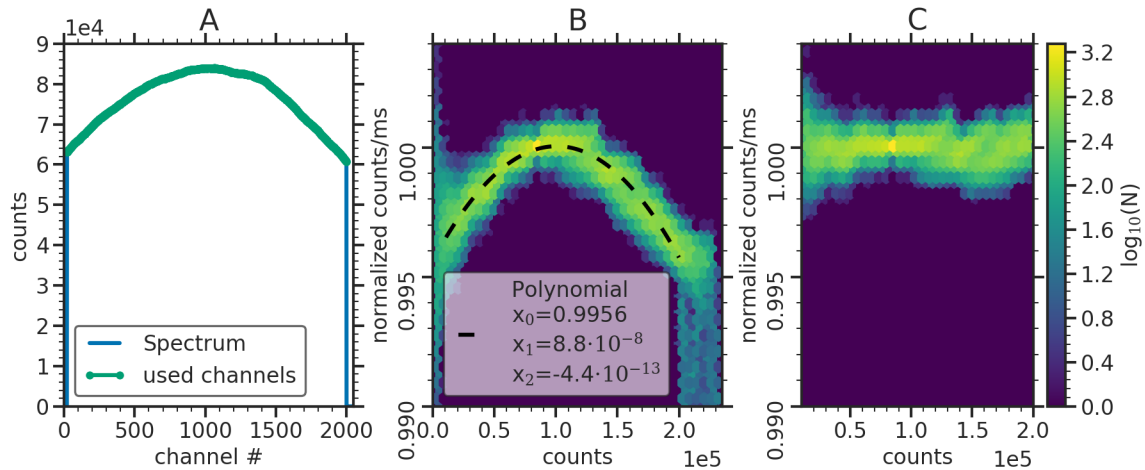 A
1e4
9
8
7
6
5
4
3
2
1
0
counts
0
500
1000
1500
2000
channel #
Spectrum
used channels
B
normalized counts/ms
1.000
0.995
0.990
0.0
0.5
1.0
1.5
2.0
counts
1e5
Polynomial
x₀=0.9956
x₁=8.8·10⁻⁸
x₂=-4.4·10⁻¹³
C
normalized counts/ms
1.000
0.995
0.990
0.5
1.0
1.5
2.0
counts
1e5
3.2
2.8
2.4
2.0
1.6
1.2
0.8
0.4
0.0
log₁₀(N)